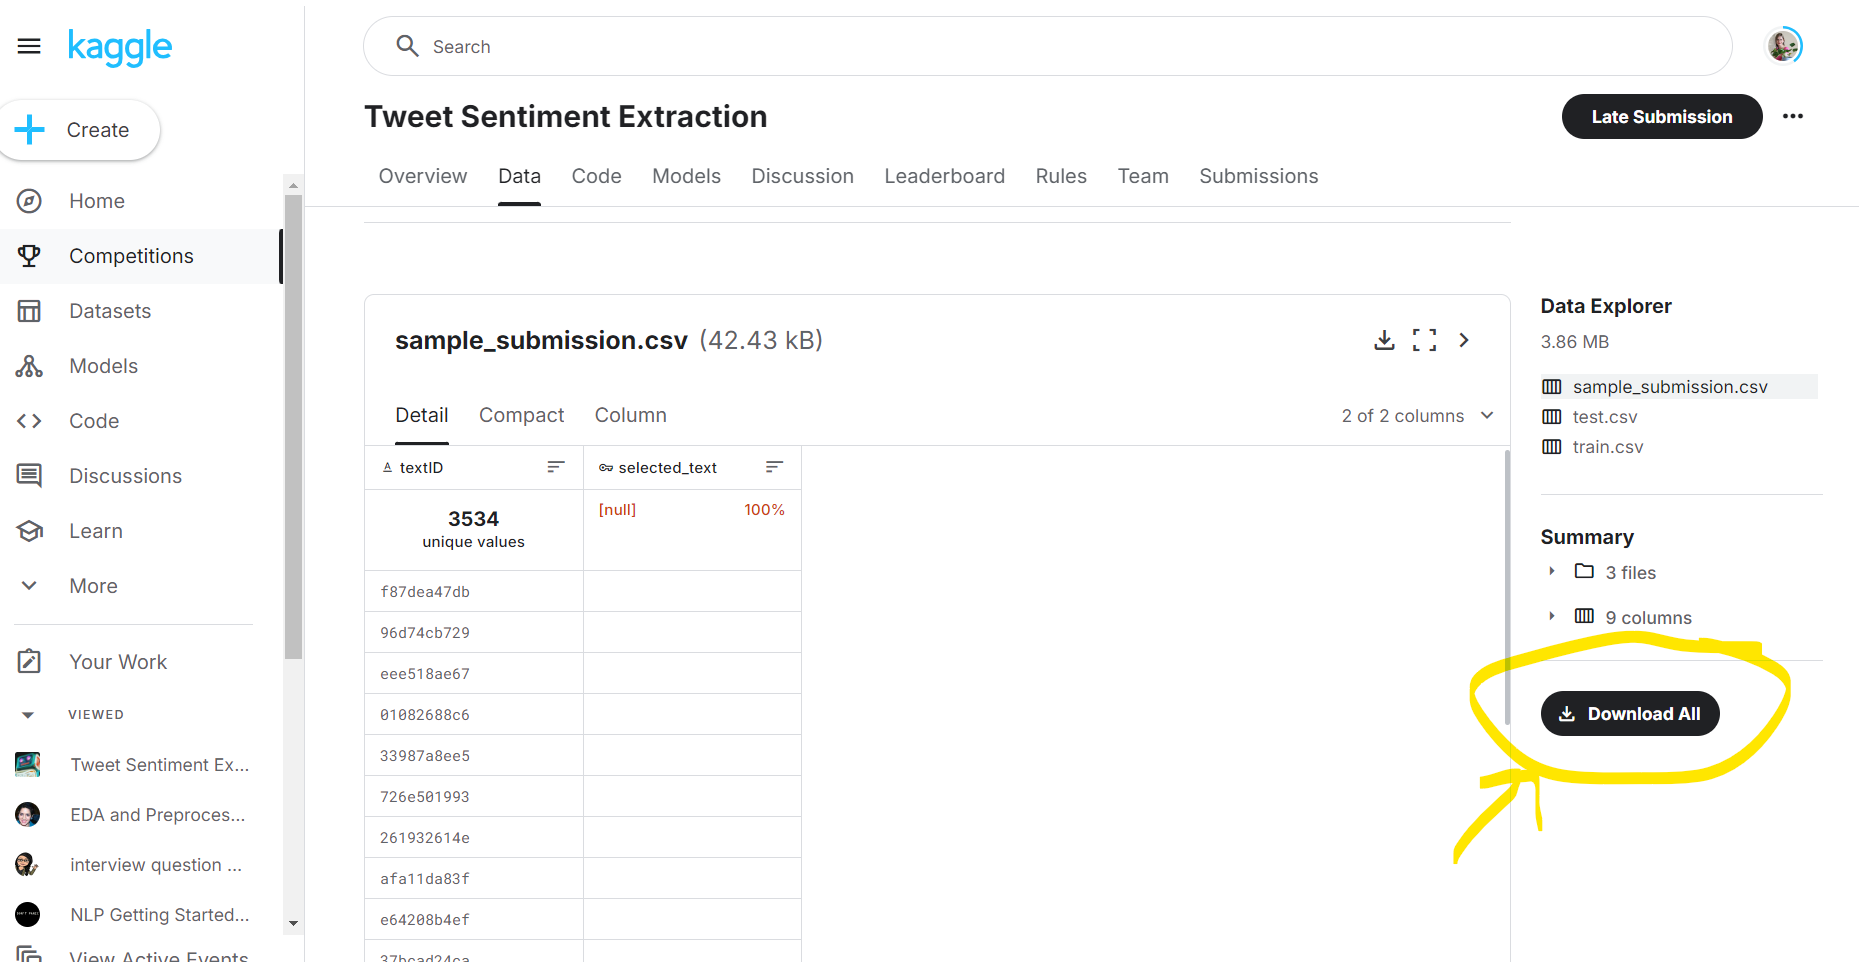 kaggle
Search
Create
Tweet Sentiment Extraction
Late Submission
Overview Data Code Models Discussion Leaderboard Rules Team Submissions
Home
Competitions
Datasets
Models
Code
Discussions
Learn
More
Your Work
VIEWED
Tweet Sentiment Ex...
EDA and Preproces...
interview question ...
NLP Getting Started...
View Active Events
sample_submission.csv (42.43 kB)
Detail Compact Column
2 of 2 columns
textID selected_text
3534
unique values
[null] 100%
f87dea47db
96d74cb729
eee518ae67
01082688c6
33987a8ee5
726e501993
261932614e
afa11da83f
e64208b4ef
37bcad24ca
Data Explorer
3.86 MB
sample_submission.csv
test.csv
train.csv
Summary
3 files
9 columns
Download All